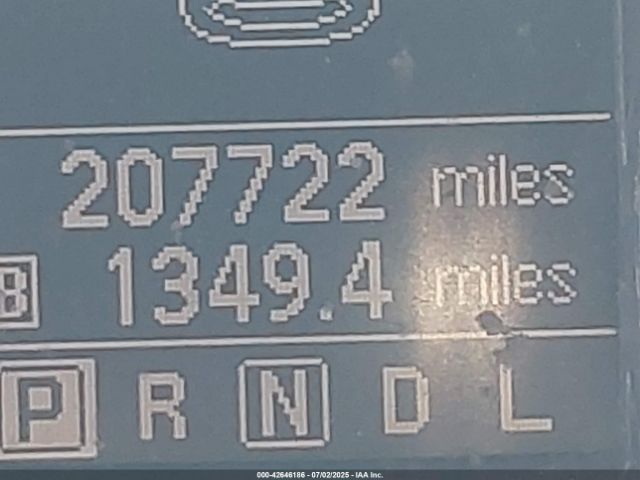 207722 miles
B 1349.4 miles
P R N D L
000-42646186 - 07/02/2025 - IAA Inc.